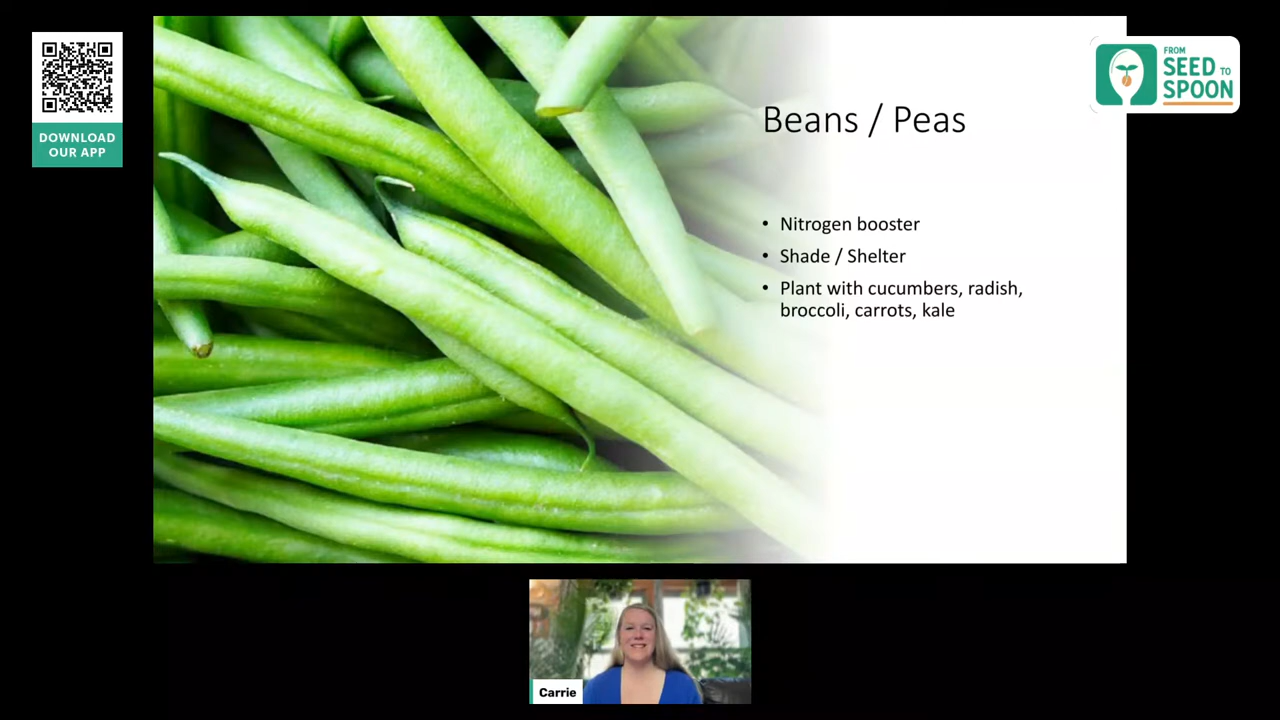 DOWNLOAD
OUR APP
FROM
SEED TO
SPOON
Beans / Peas
• Nitrogen booster
• Shade / Shelter
• Plant with cucumbers, radish,
broccoli, carrots, kale
Carrie